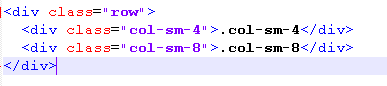 <div class="row">
  <div class="col-sm-4">.col-sm-4</div>
  <div class="col-sm-8">.col-sm-8</div>
</div>